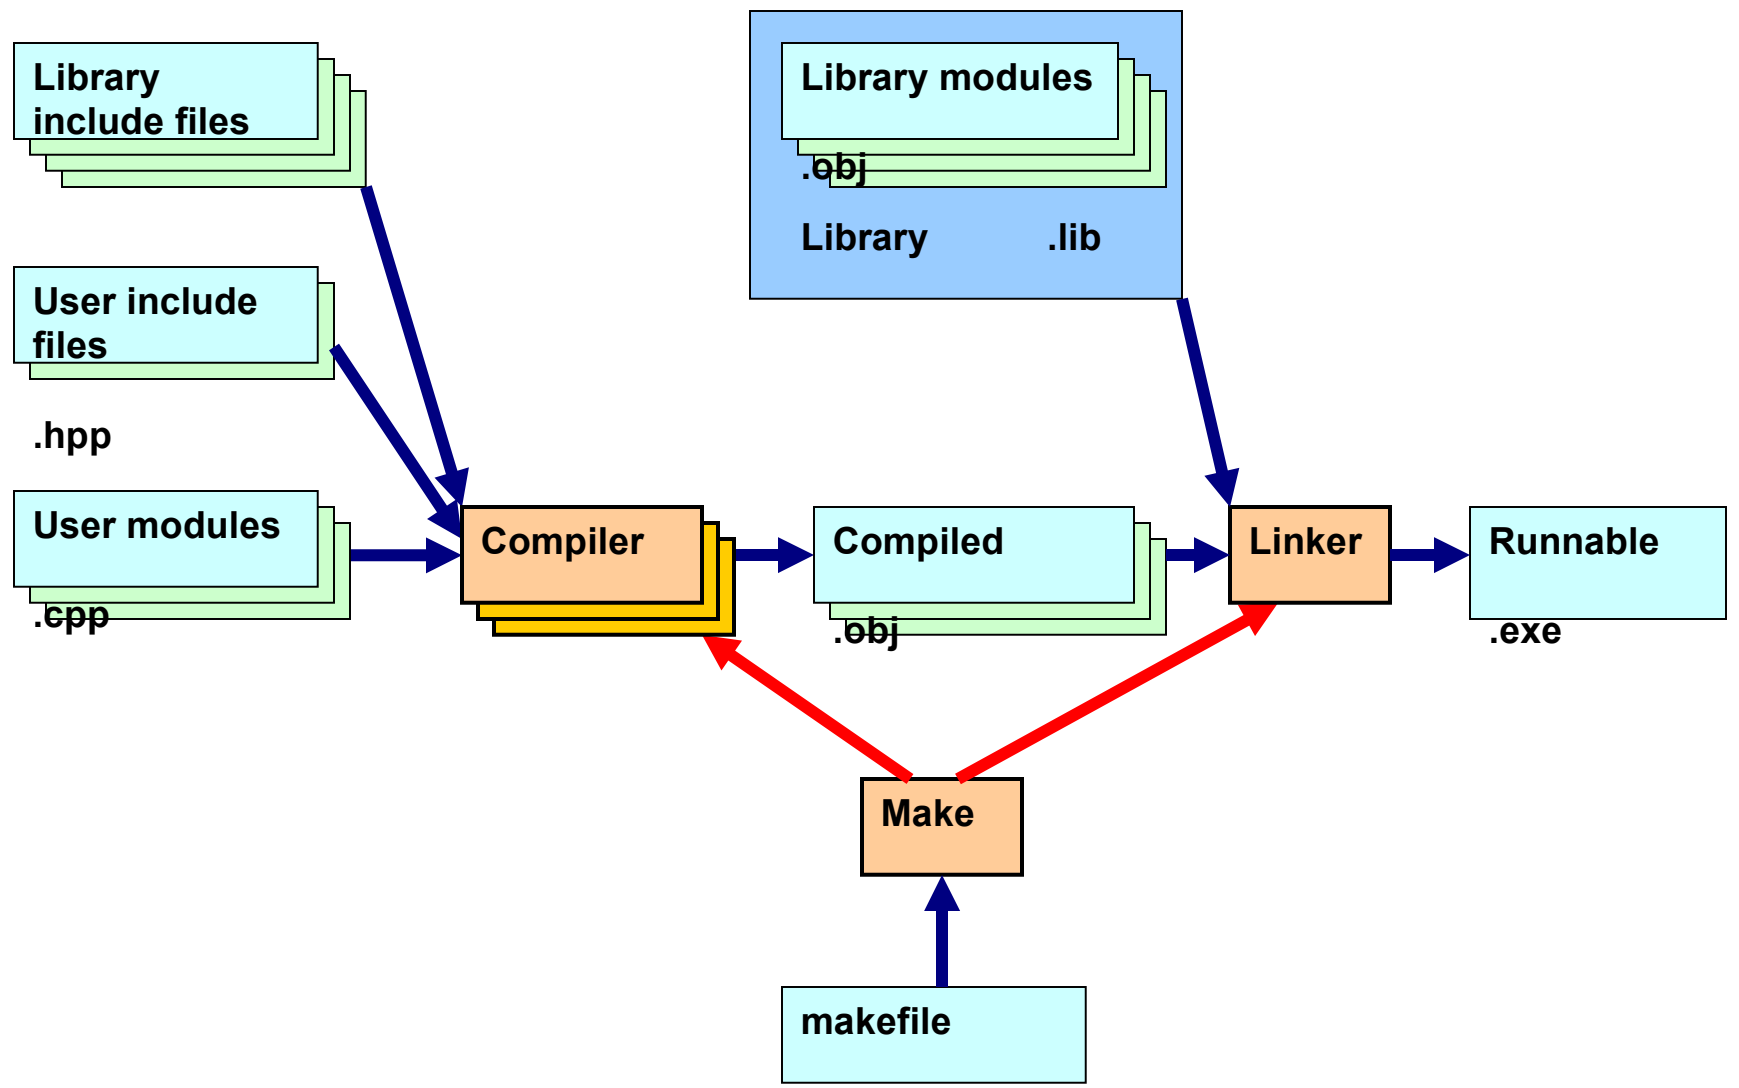 Library
include files
Library modules
.obj
Library .lib
User include
files
.hpp
User modules
.cpp
Compiler
Compiled
.obj
Linker
Runnable
.exe
Make
makefile